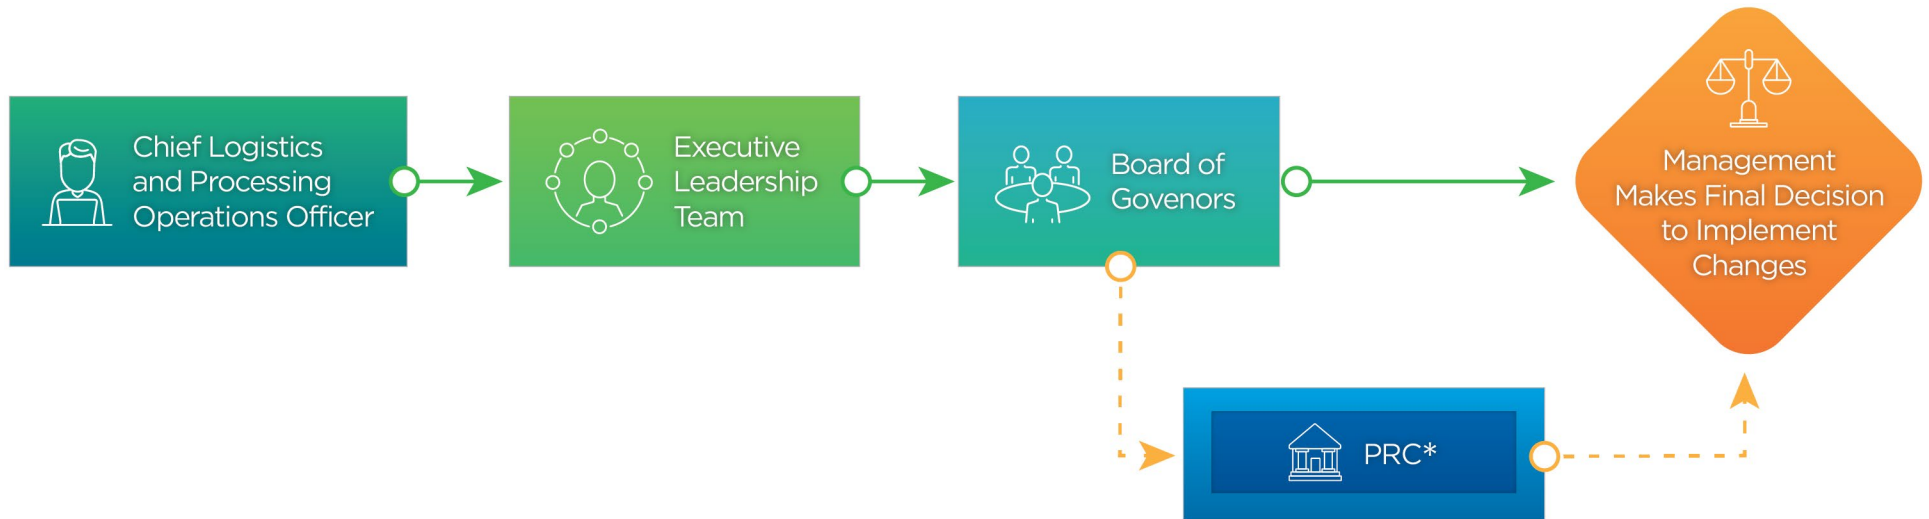 Chief Logistics
and Processing
Operations Officer
Executive
Leadership
Team
Board of
Govenors
Management
Makes Final Decision
to Implement
Changes
PRC*